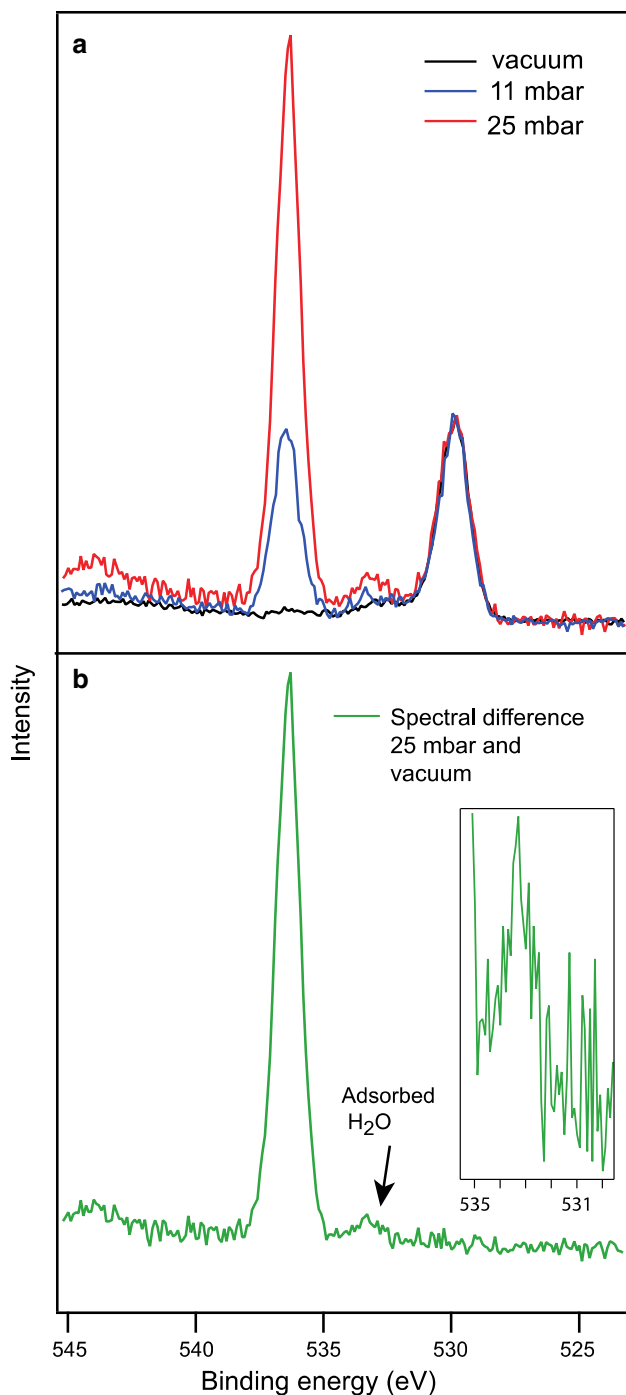 a
vacuum
11 mbar
25 mbar
Intensity
b
Spectral difference
25 mbar and
vacuum
Adsorbed
H₂O
535 531
545 540 535 530 525
Binding energy (eV)